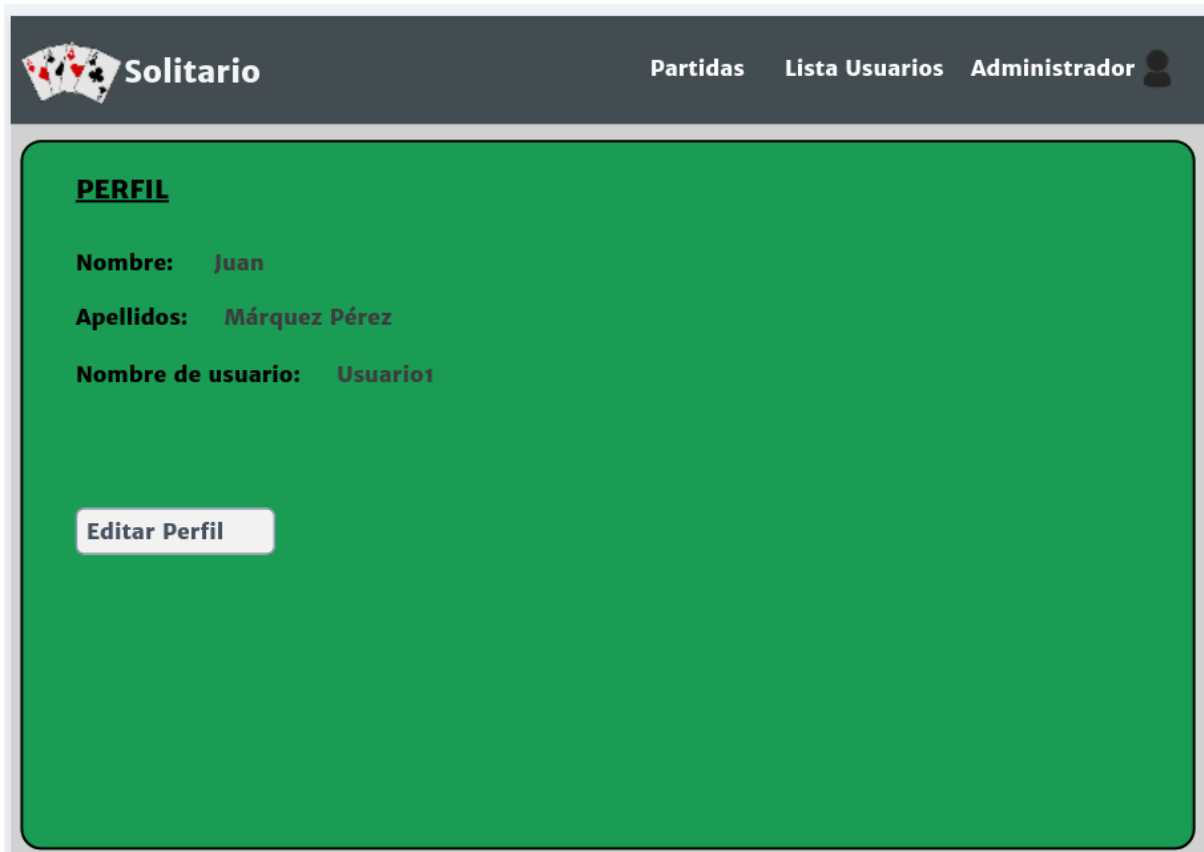 Solitario Partidas Lista Usuarios Administrador
PERFIL
Nombre: Juan
Apellidos: Márquez Pérez
Nombre de usuario: Usuario1
Editar Perfil